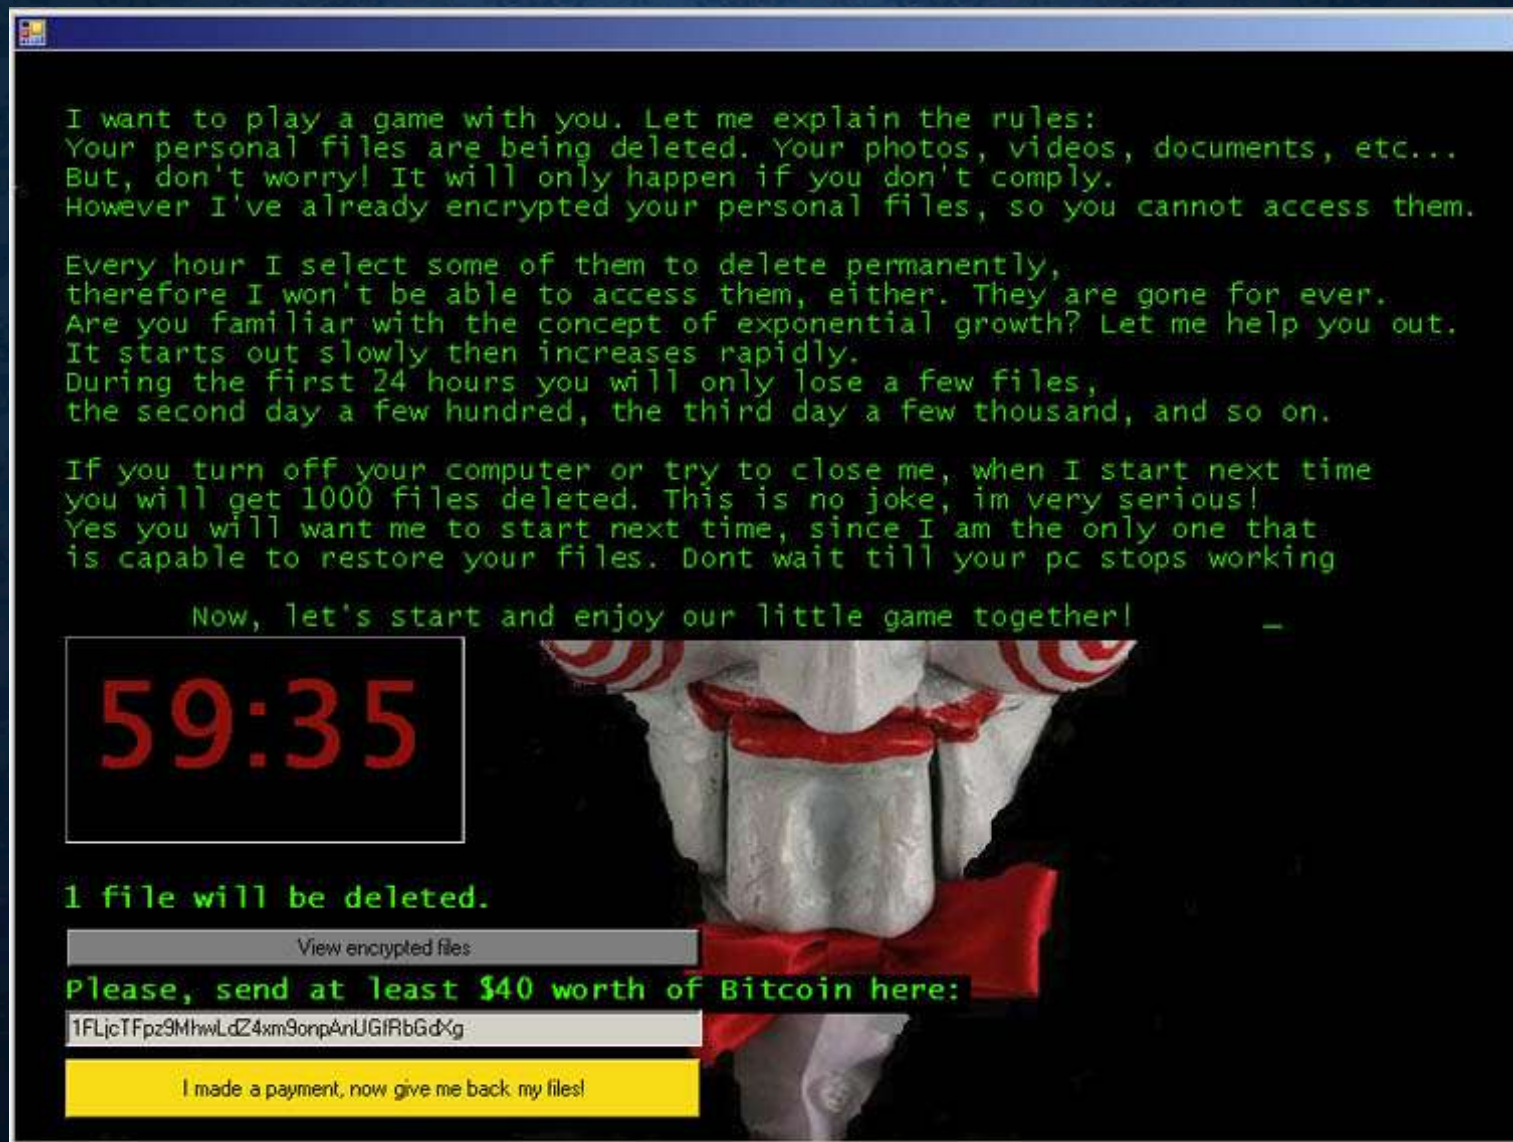 I want to play a game with you. Let me explain the rules:
Your personal files are being deleted. Your photos, videos, documents, etc...
But, don't worry! It will only happen if you don't comply.
However I've already encrypted your personal files, so you cannot access them.
Every hour I select some of them to delete permanently,
therefore I won't be able to access them, either. They are gone for ever.
Are you familiar with the concept of exponential growth? Let me help you out.
It starts out slowly then increases rapidly.
During the first 24 hours you will only lose a few files,
the second day a few hundred, the third day a few thousand, and so on.
If you turn off your computer or try to close me, when I start next time
you will get 1000 files deleted. This is no joke, im very serious!
Yes you will want me to start next time, since I am the only one that
is capable to restore your files. Dont wait till your pc stops working
Now, let's start and enjoy our little game together! _
59:35
1 file will be deleted.
View encrypted files
Please, send at least $40 worth of Bitcoin here:
1FLjcTFpz9MhwLdZ4xm9onpAnUGfRbGdXg
I made a payment, now give me back my files!